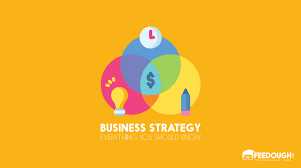 $
BUSINESS STRATEGY
EVERYTHING YOU SHOULD KNOW
FEEDOUGH